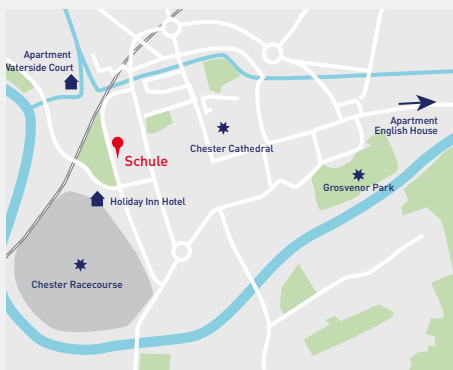 Apartment
Waterside Court
Apartment
English House
Chester Cathedral
Schule
Grosvenor Park
Holiday Inn Hotel
Chester Racecourse